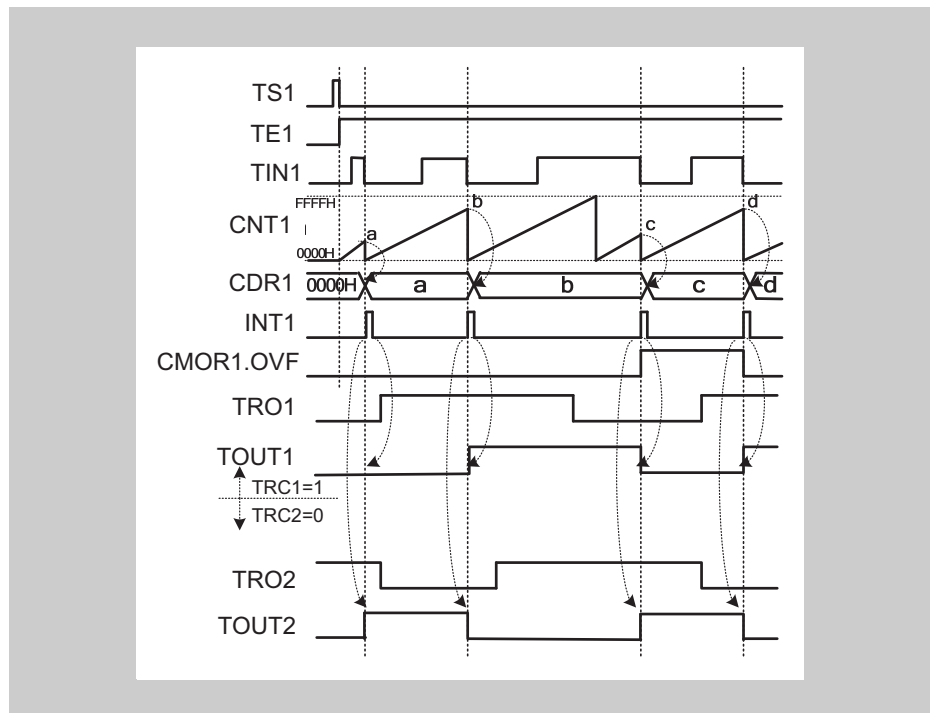 TS1
TE1
TIN1
FFFFH
b
d
CNT1
a
c
0000H
CDR1 0000H a b c d
INT1
CMOR1.OVF
TRO1
TOUT1
TRC1=1
TRC2=0
TRO2
TOUT2